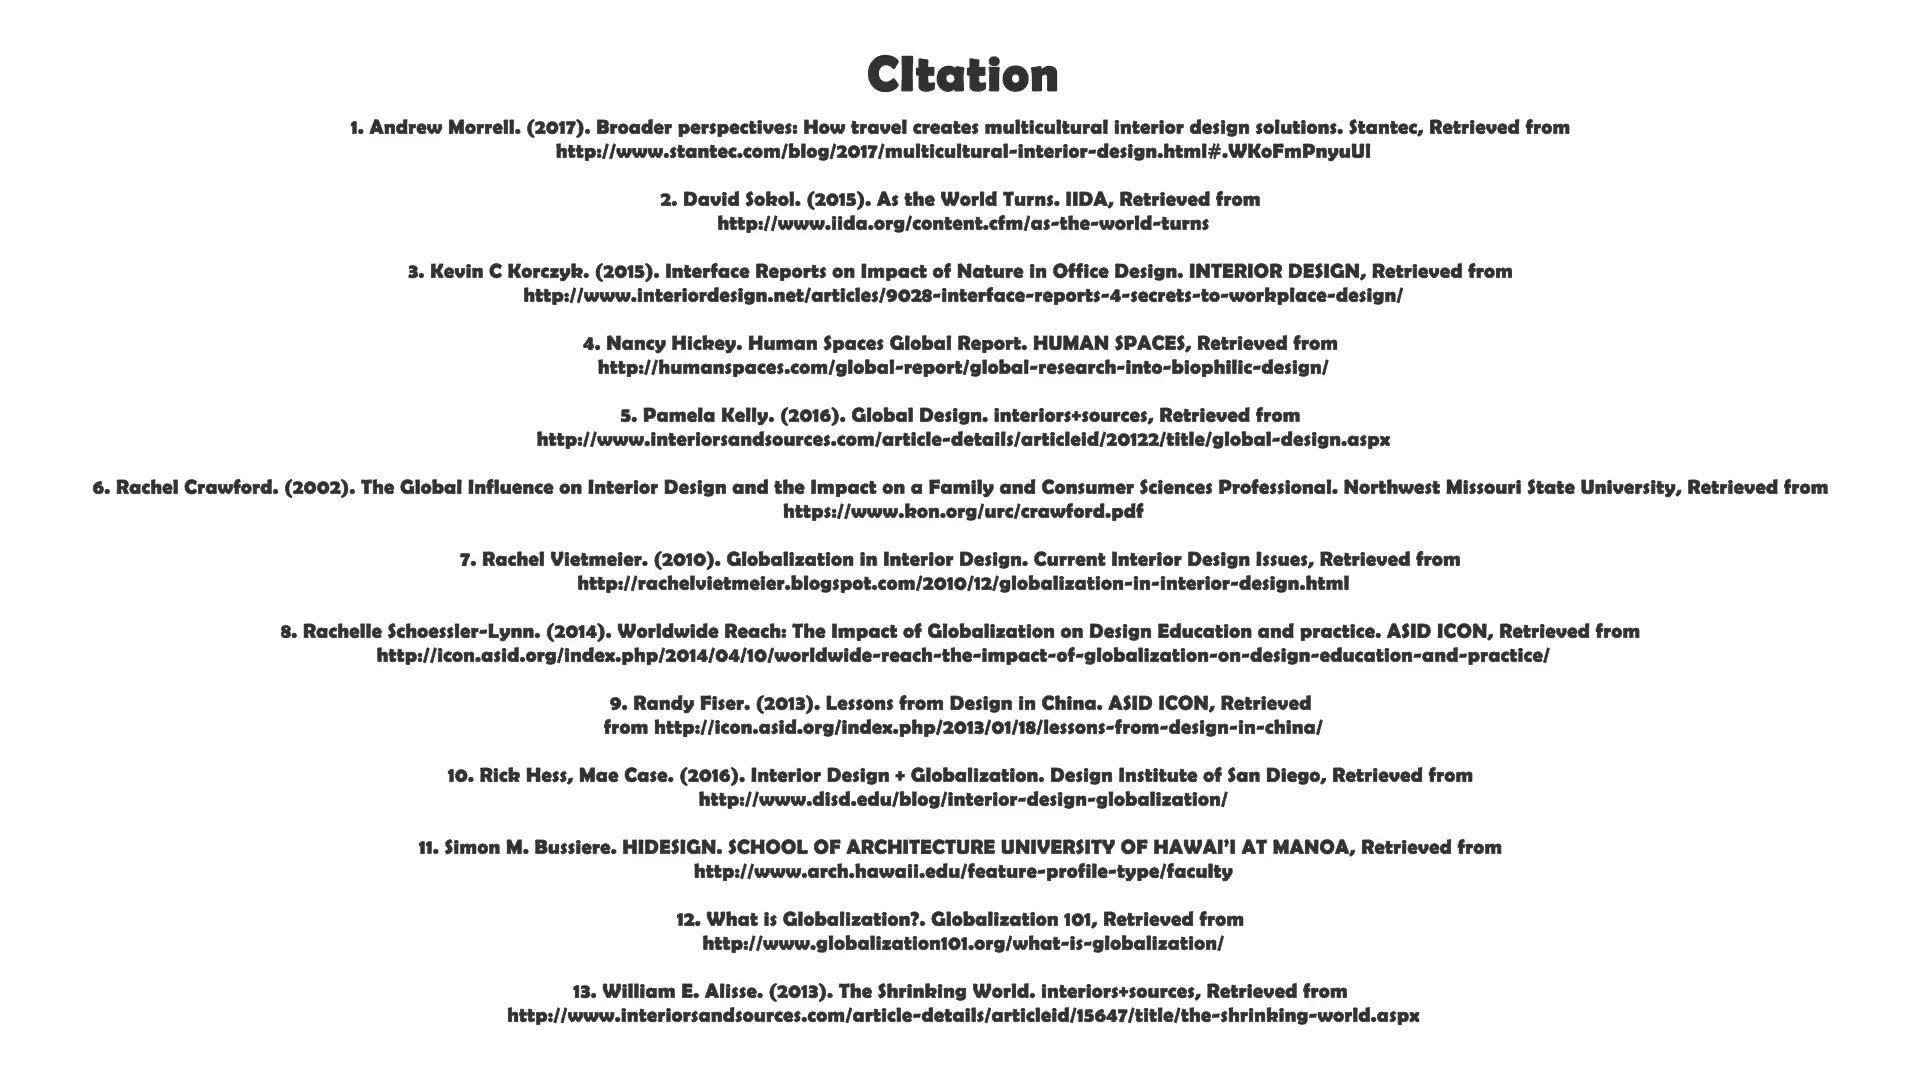 CItation
1. Andrew Morrell. (2017). Broader perspectives: How travel creates multicultural interior design solutions. Stantec, Retrieved from
http://www.stantec.com/blog/2017/multicultural-interior-design.html#.WKoFmPnyuUl
2. David Sokol. (2015). As the World Turns. IIDA, Retrieved from
http://www.iida.org/content.cfm/as-the-world-turns
3. Kevin C Korczyk. (2015). Interface Reports on Impact of Nature in Office Design. INTERIOR DESIGN, Retrieved from
http://www.interiordesign.net/articles/9028-interface-reports-4-secrets-to-workplace-design/
4. Nancy Hickey. Human Spaces Global Report. HUMAN SPACES, Retrieved from
http://humanspaces.com/global-report/global-research-into-biophilic-design/
5. Pamela Kelly. (2016). Global Design. interiors+sources, Retrieved from
http://www.interiorsandsources.com/article-details/articleid/20122/title/global-design.aspx
6. Rachel Crawford. (2002). The Global Influence on Interior Design and the Impact on a Family and Consumer Sciences Professional. Northwest Missouri State University, Retrieved from
https://www.kon.org/urc/crawford.pdf
7. Rachel Vietmeier. (2010). Globalization in Interior Design. Current Interior Design Issues, Retrieved from
http://rachelvietmeier.blogspot.com/2010/12/globalization-in-interior-design.html
8. Rachelle Schoessler-Lynn. (2014). Worldwide Reach: The Impact of Globalization on Design Education and practice. ASID ICON, Retrieved from
http://icon.asid.org/index.php/2014/04/10/worldwide-reach-the-impact-of-globalization-on-design-education-and-practice/
9. Randy Fiser. (2013). Lessons from Design in China. ASID ICON, Retrieved
from http://icon.asid.org/index.php/2013/01/18/lessons-from-design-in-china/
10. Rick Hess, Mae Case. (2016). Interior Design + Globalization. Design Institute of San Diego, Retrieved from
http://www.disd.edu/blog/interior-design-globalization/
11. Simon M. Bussiere. HIDESIGN. SCHOOL OF ARCHITECTURE UNIVERSITY OF HAWAI’I AT MANOA, Retrieved from
http://www.arch.hawaii.edu/feature-profile-type/faculty
12. What is Globalization?. Globalization 101, Retrieved from
http://www.globalization101.org/what-is-globalization/
13. William E. Alisse. (2013). The Shrinking World. interiors+sources, Retrieved from
http://www.interiorsandsources.com/article-details/articleid/15647/title/the-shrinking-world.aspx